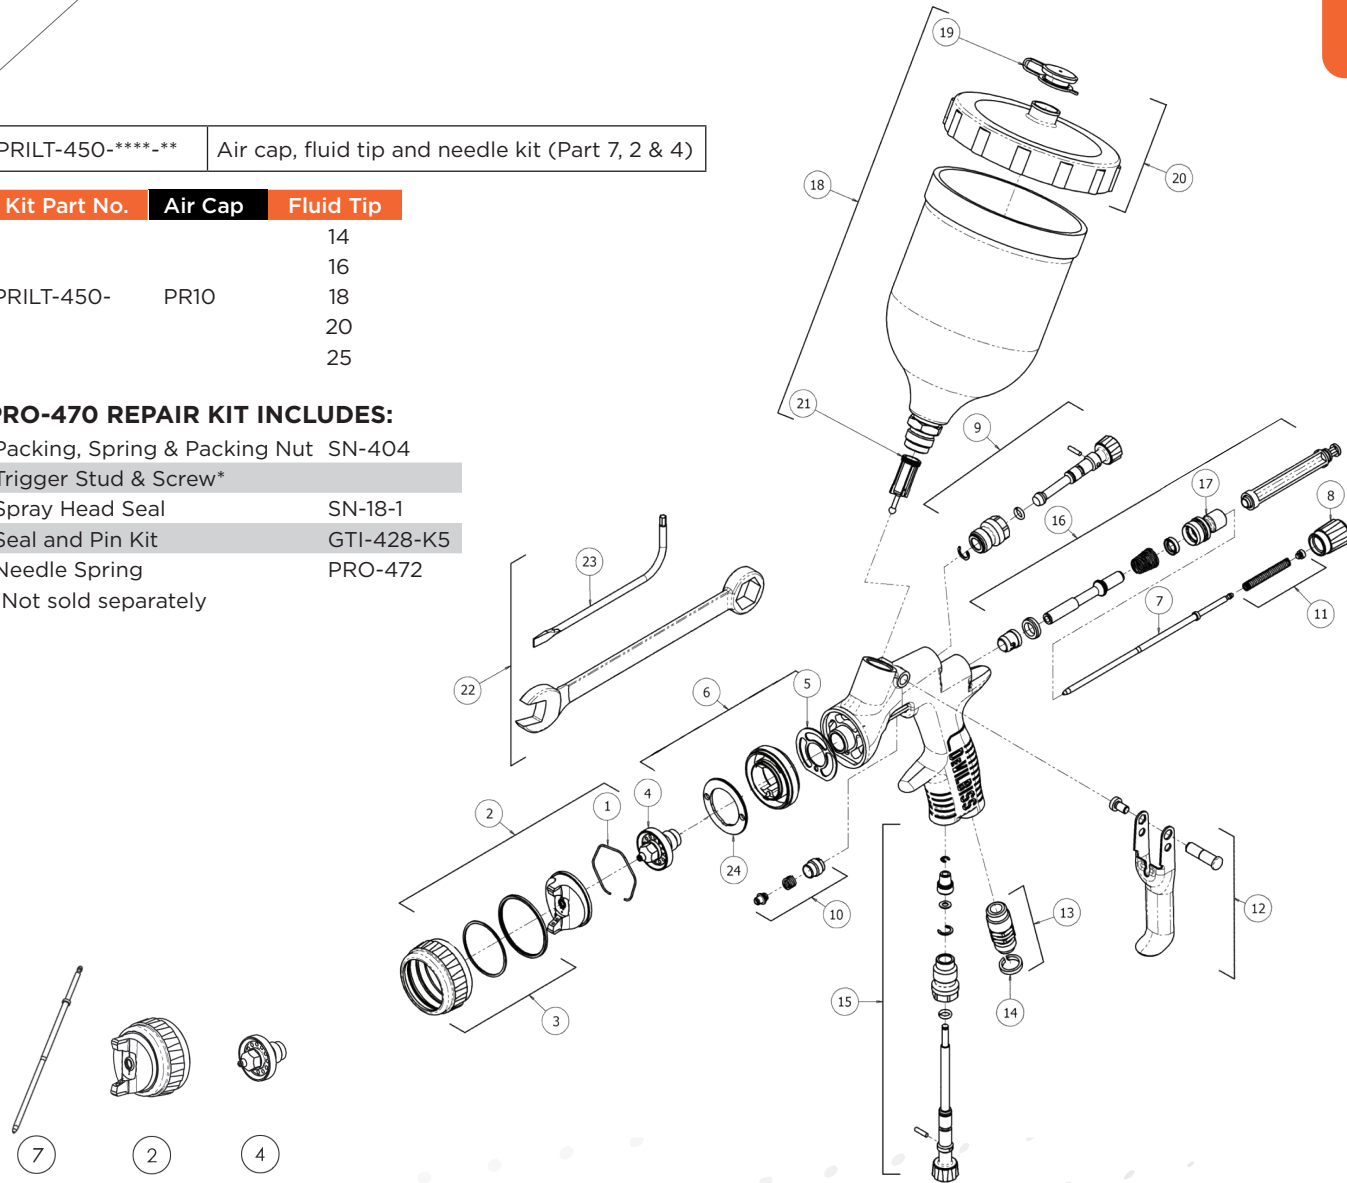 PRILT-450-****-** Air cap, fluid tip and needle kit (Part 7, 2 & 4)
Kit Part No. Air Cap Fluid Tip
14
16
PRILT-450- PR10 18
20
25
PRO-470 REPAIR KIT INCLUDES:
Packing, Spring & Packing Nut SN-404
Trigger Stud & Screw*
Spray Head Seal SN-18-1
Seal and Pin Kit GTI-428-K5
Needle Spring PRO-472
Not sold separately
19
20
18
21
9
16
17
8
7
11
23
22
6
5
4
1
2
24
10
3
15
13
14
12
DEVILBISS
7
2
4